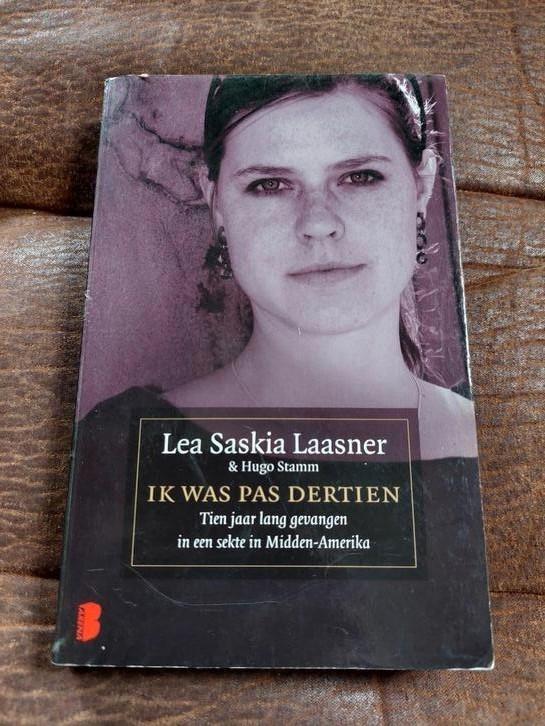 Lea Saskia Laasner
& Hugo Stamm
IK WAS PAS DERTIEN
Tien jaar lang gevangen
in een sekte in Midden-Amerika